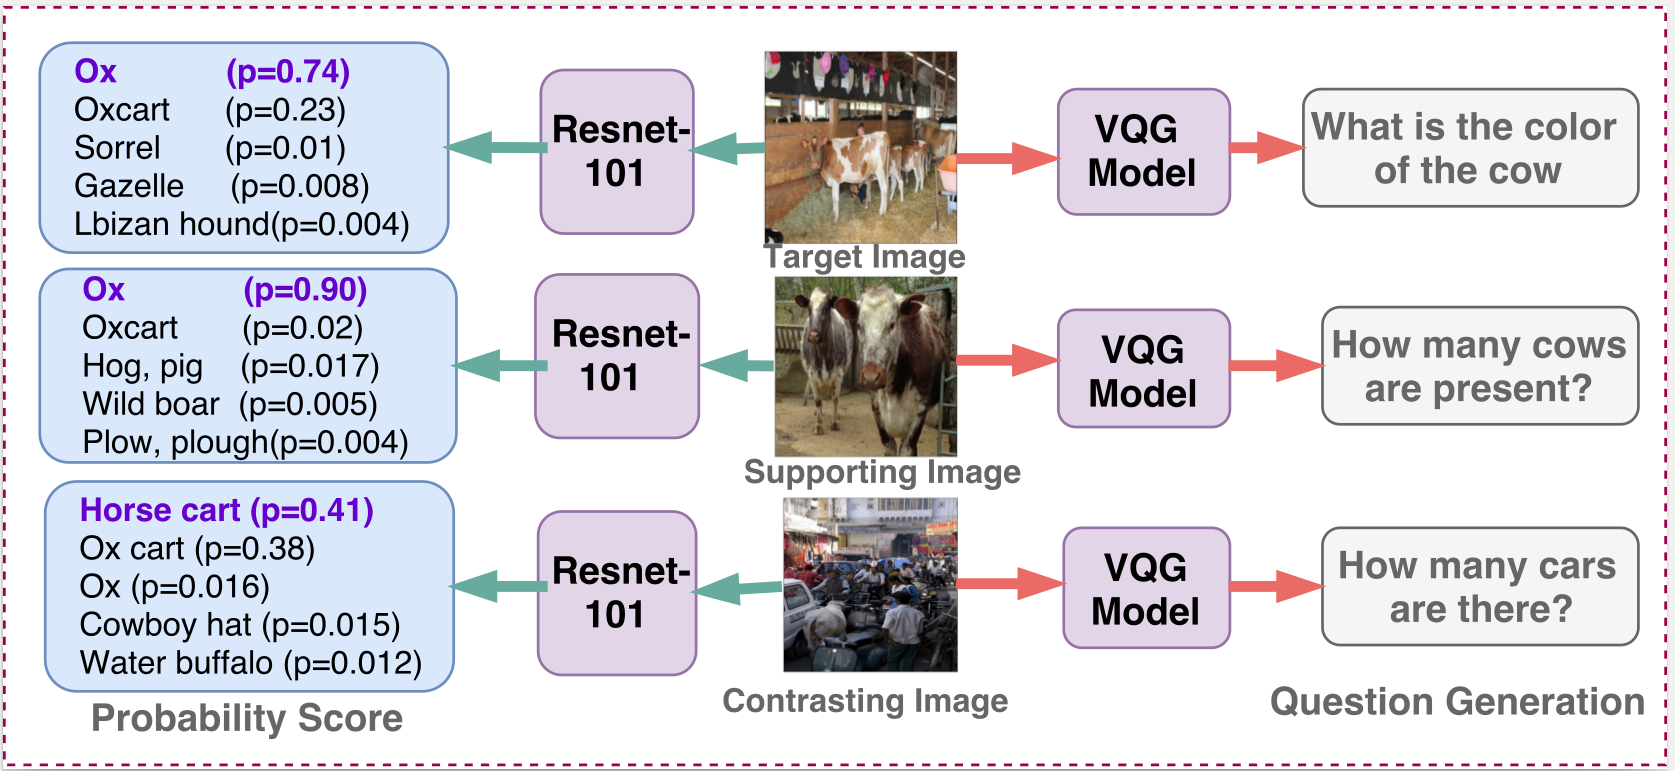 Ox (p=0.74)
Oxcart (p=0.23)
Sorrel (p=0.01)
Gazelle (p=0.008)
Lbizan hound(p=0.004)
Resnet-
101
Target Image
VQG
Model
What is the color
of the cow
Ox (p=0.90)
Oxcart (p=0.02)
Hog, pig (p=0.017)
Wild boar (p=0.005)
Plow, plough(p=0.004)
Resnet-
101
Supporting Image
VQG
Model
How many cows
are present?
Horse cart (p=0.41)
Ox cart (p=0.38)
Ox (p=0.016)
Cowboy hat (p=0.015)
Water buffalo (p=0.012)
Resnet-
101
Contrasting Image
VQG
Model
How many cars
are there?
Probability Score
Question Generation